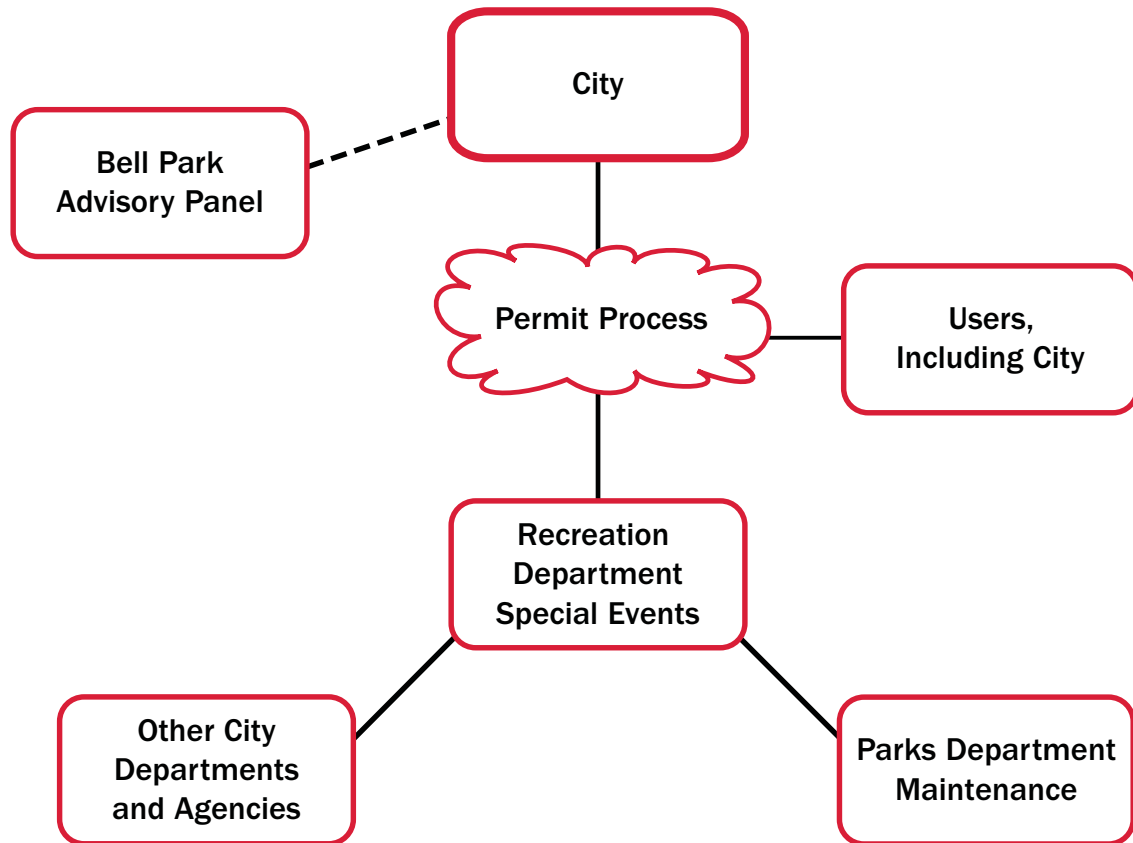 City
Bell Park
Advisory Panel
Permit Process
Users,
Including City
Recreation
Department
Special Events
Other City
Departments
and Agencies
Parks Department
Maintenance